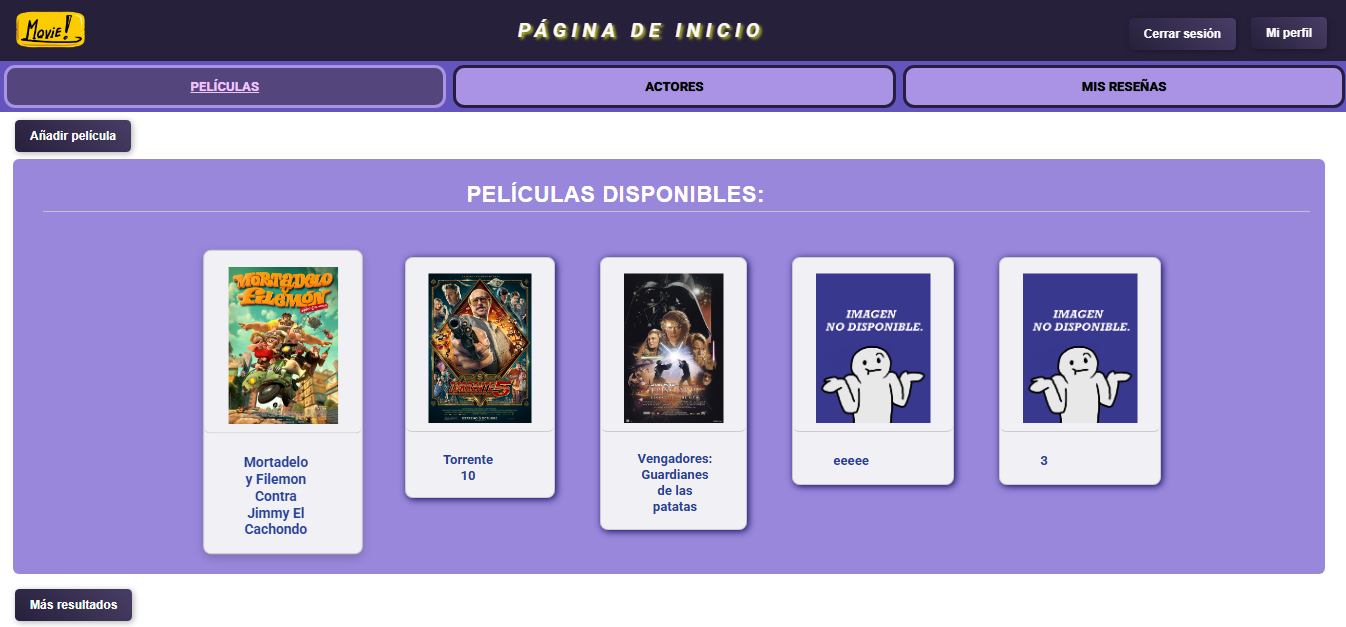 Movie!
PÁGINA DE INICIO
Cerrar sesión
Mi perfil
PELÍCULAS
ACTORES
MIS RESEÑAS
Añadir película
PELÍCULAS DISPONIBLES:
MORTADELO
Y FILEMON
IMAGEN
NO DISPONIBLE.
IMAGEN
NO DISPONIBLE.
Mortadelo
y Filemon
Contra
Jimmy El
Cachondo
Torrente
10
Vengadores:
Guardianes
de las
patatas
eeeee
3
Más resultados